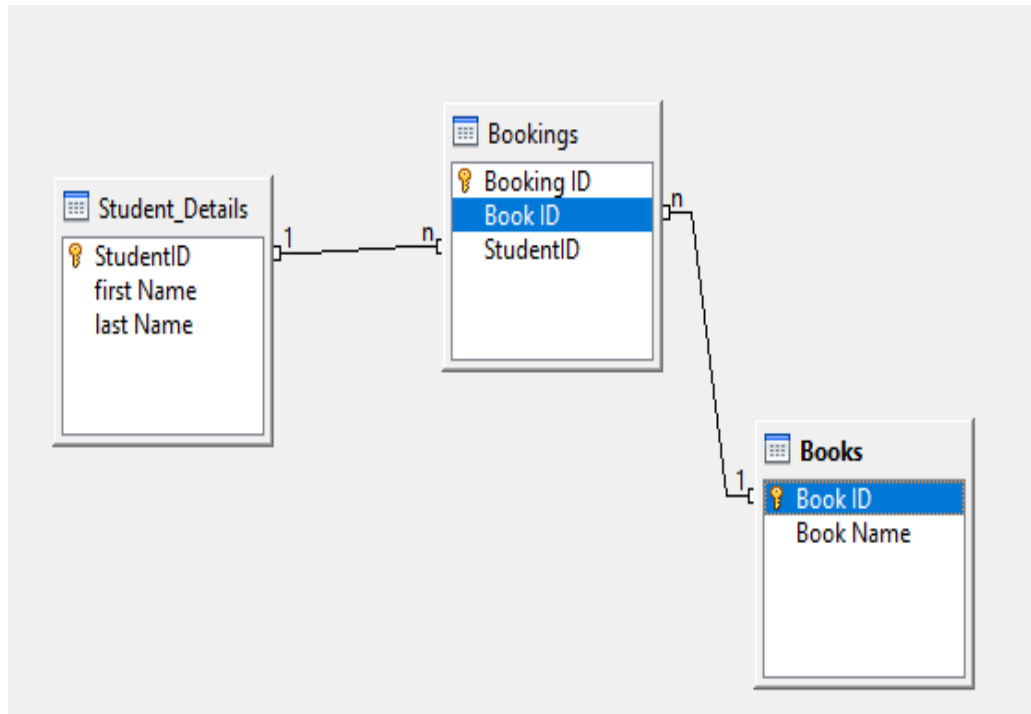 Student_Details
StudentID
first Name
last Name
1
n
Bookings
Booking ID
Book ID
StudentID
n
1
Books
Book ID
Book Name